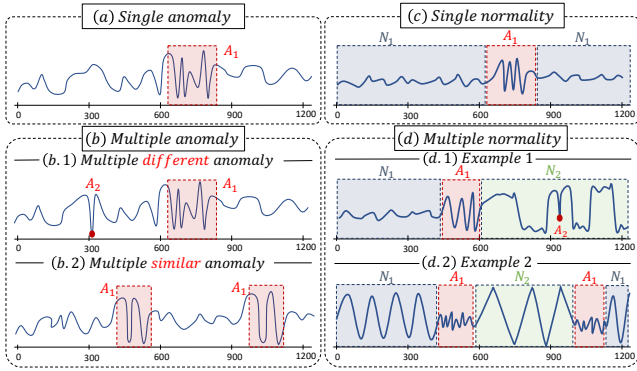 (a) Single anomaly
A1
0 300 600 900 1200
(b) Multiple anomaly
(b.1) Multiple different anomaly
A2
A1
0 300 600 900 1200
(b.2) Multiple similar anomaly
A1 A1
0 300 600 900 1200
(c) Single normality
N1 A1 N1
0 300 600 900 1200
(d) Multiple normality
(d.1) Example 1
N1 A1 N2
A2
0 300 600 900 1200
(d.2) Example 2
N1 A1 N2 A1 N1
0 300 600 900 1200